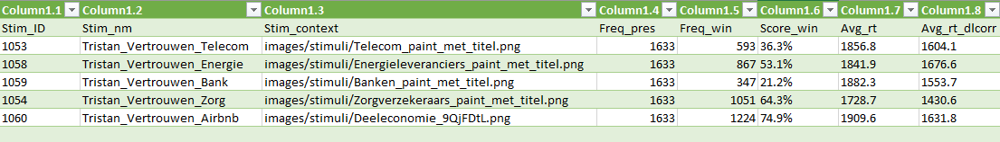 Column1.1 Column1.2 Column1.3 Column1.4 Column1.5 Column1.6 Column1.7 Column1.8
Stim_ID Stim_nm Stim_context Freq_pres Freq_win Score_win Avg_rt Avg_rt_dlcorr
1053 Tristan_Vertrouwen_Telecom images/stimuli/Telecom_paint_met_titel.png 1633 593 36.3% 1856.8 1604.1
1058 Tristan_Vertrouwen_Energie images/stimuli/Energieleveranciers_paint_met_titel.png 1633 867 53.1% 1841.9 1676.6
1059 Tristan_Vertrouwen_Bank images/stimuli/Banken_paint_met_titel.png 1633 347 21.2% 1882.3 1553.7
1054 Tristan_Vertrouwen_Zorg images/stimuli/Zorgverzekeraars_paint_met_titel.png 1633 1051 64.3% 1728.7 1430.6
1060 Tristan_Vertrouwen_Airbnb images/stimuli/Deeleconomie_9QjFDtL.png 1633 1224 74.9% 1909.6 1631.8